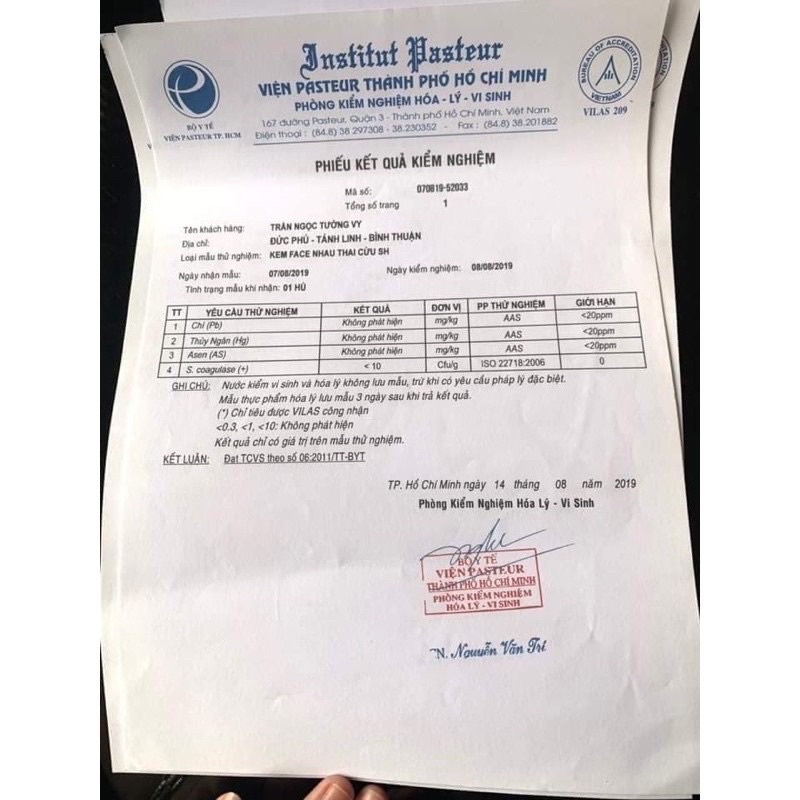 Institut Pasteur
VIỆN PASTEUR THÀNH PHỐ HỒ CHÍ MINH
PHÒNG KIỂM NGHIỆM HÓA - LÝ - VI SINH
167 đường Pasteur, Quận 3 - Thành phố Hồ Chí Minh, Việt Nam
Điện thoại : (84.8) 38 297308 - 38.230352 - Fax : (84.8) 38.201882
BỘ Y TẾ
VIỆN PASTEUR TP. HCM
BUREAU OF ACCREDITATION
VIETNAM
VILAS 209
PHIẾU KẾT QUẢ KIỂM NGHIỆM
Mã số: 070819-52033
Tổng số trang 1
Tên khách hàng: TRẦN NGỌC TƯỜNG VY
Địa chỉ: ĐỨC PHÚ - TÁNH LINH - BÌNH THUẬN
Loại mẫu thử nghiệm: KEM FACE NHAU THAI CỪU SH
Ngày nhận mẫu: 07/08/2019 Ngày kiểm nghiệm: 08/08/2019
Tình trạng mẫu khi nhận: 01 HỦ
TT YÊU CẦU THỬ NGHIỆM KẾT QUẢ ĐƠN VỊ PP THỬ NGHIỆM GIỚI HẠN
1 Chì (Pb) Không phát hiện mg/kg AAS <20ppm
2 Thủy Ngân (Hg) Không phát hiện mg/kg AAS <20ppm
3 Asen (AS) Không phát hiện mg/kg AAS <20ppm
4 S. coagulase (+) < 10 Cfu/g ISO 22718:2006 0
GHI CHÚ: Nước kiểm vi sinh và hóa lý không lưu mẫu, trừ khi có yêu cầu pháp lý đặc biệt.
Mẫu thực phẩm hóa lý lưu mẫu 3 ngày sau khi trả kết quả.
(*) Chỉ tiêu được VILAS công nhận
<0.3, <1, <10: Không phát hiện
Kết quả chỉ có giá trị trên mẫu thử nghiệm.
KẾT LUẬN: Đạt TCVS theo số 06:2011/TT-BYT
TP. Hồ Chí Minh ngày 14 tháng 08 năm 2019
Phòng Kiểm Nghiệm Hóa Lý - Vi Sinh
BỘ Y TẾ
VIỆN PASTEUR
THÀNH PHỐ HỒ CHÍ MINH
PHÒNG KIỂM NGHIỆM
HÓA LÝ - VI SINH
Nguyễn Văn Trí